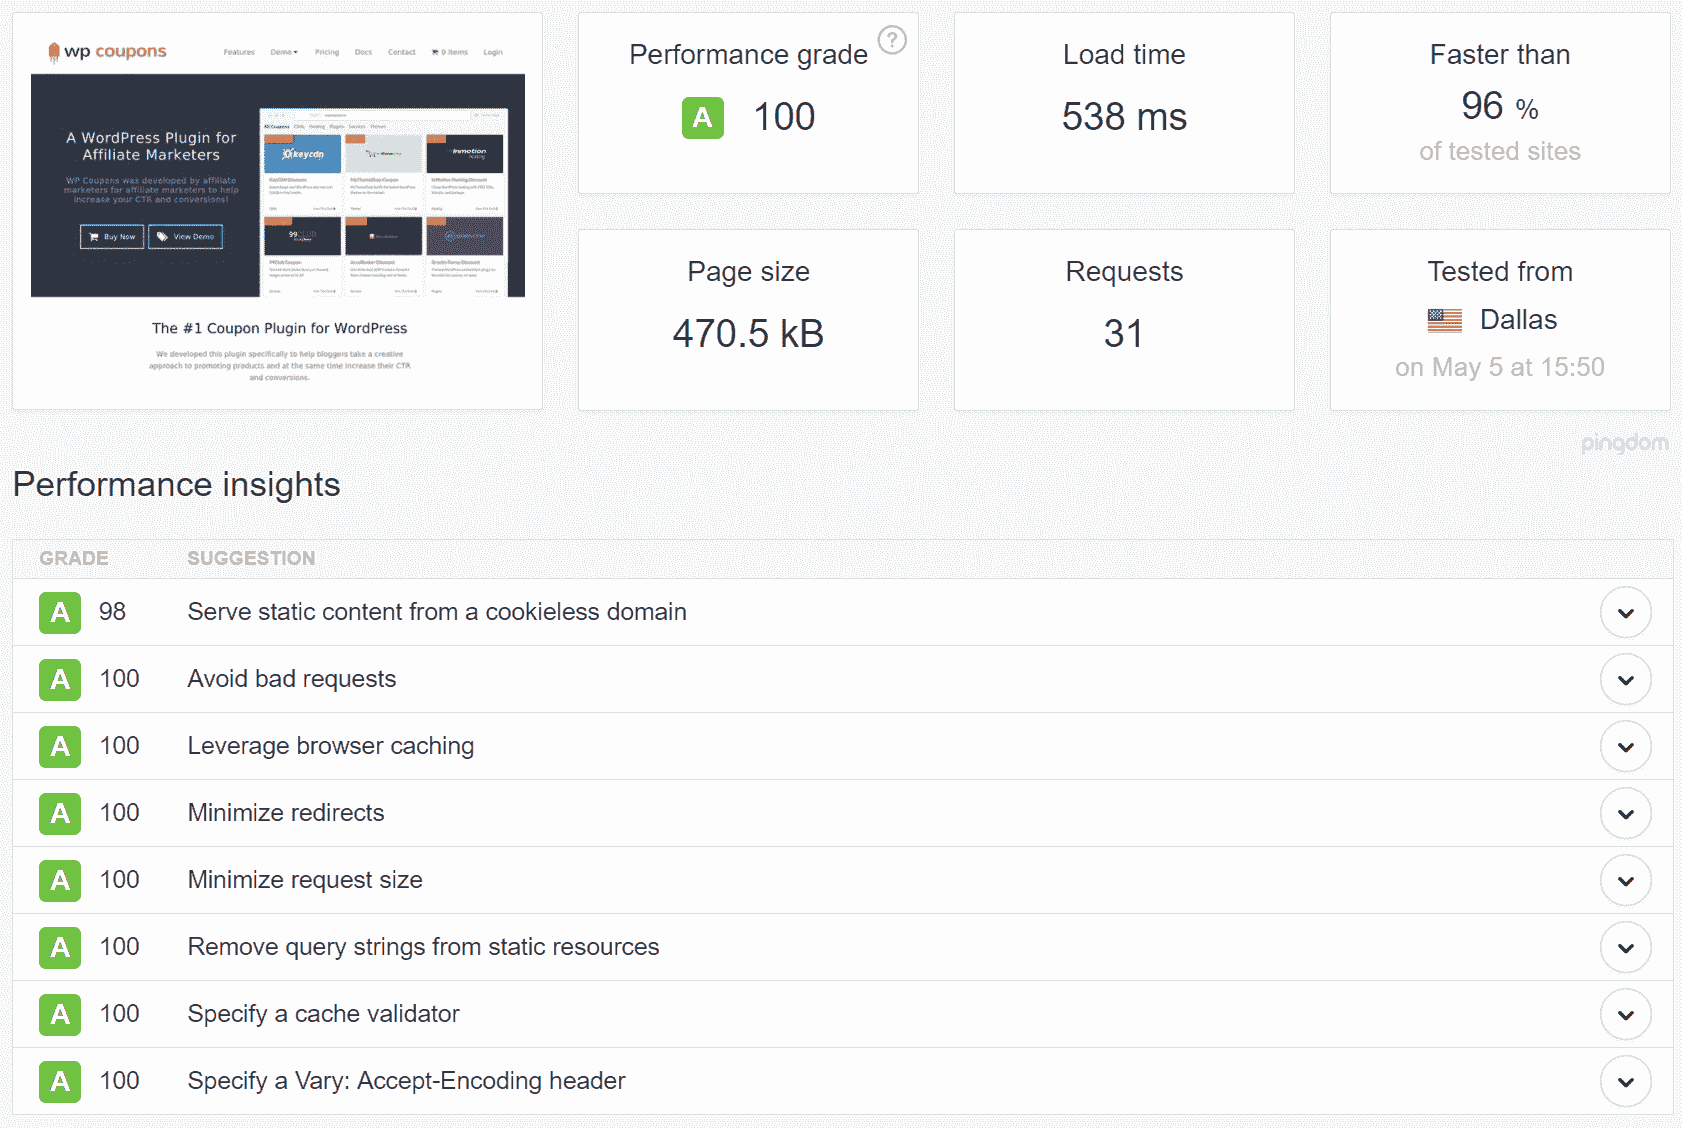 wp coupons
Features Demo Pricing Docs Contact 0 items Login
A WordPress Plugin for
Affiliate Marketers
WP Coupons was developed by affiliate
marketers for affiliate marketers to help
increase your CTR and conversions!
Buy Now View Demo
keycdn
inmotion
hosting
The #1 Coupon Plugin for WordPress
We developed this plugin specifically to help bloggers take a creative
approach to promoting products and at the same time increase their CTR
and conversions.
Performance grade ?
A 100
Load time
538 ms
Faster than
96 %
of tested sites
Page size
470.5 kB
Requests
31
Tested from
Dallas
on May 5 at 15:50
pingdom
Performance insights
GRADE SUGGESTION
A 98 Serve static content from a cookieless domain
A 100 Avoid bad requests
A 100 Leverage browser caching
A 100 Minimize redirects
A 100 Minimize request size
A 100 Remove query strings from static resources
A 100 Specify a cache validator
A 100 Specify a Vary: Accept-Encoding header